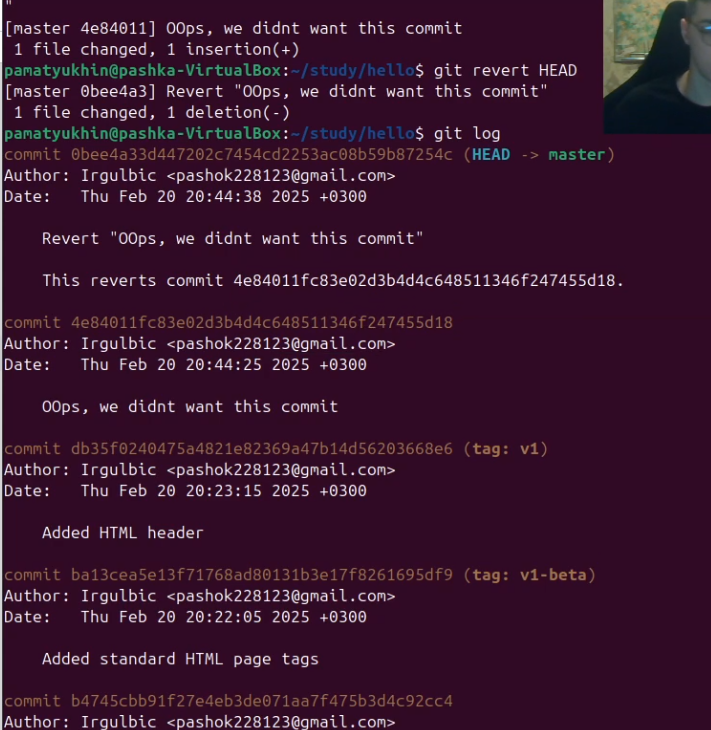 "
[master 4e84011] OOps, we didnt want this commit
 1 file changed, 1 insertion(+)
pamatyukhin@pashka-VirtualBox:~/study/hello$ git revert HEAD
[master 0bee4a3] Revert "OOps, we didnt want this commit"
 1 file changed, 1 deletion(-)
pamatyukhin@pashka-VirtualBox:~/study/hello$ git log
commit 0bee4a33d447202c7454cd2253ac08b59b87254c (HEAD -> master)
Author: Irgulbic <pashok228123@gmail.com>
Date:   Thu Feb 20 20:44:38 2025 +0300

    Revert "OOps, we didnt want this commit"

    This reverts commit 4e84011fc83e02d3b4d4c648511346f247455d18.

commit 4e84011fc83e02d3b4d4c648511346f247455d18
Author: Irgulbic <pashok228123@gmail.com>
Date:   Thu Feb 20 20:44:25 2025 +0300

    OOps, we didnt want this commit

commit db35f0240475a4821e82369a47b14d56203668e6 (tag: v1)
Author: Irgulbic <pashok228123@gmail.com>
Date:   Thu Feb 20 20:23:15 2025 +0300

    Added HTML header

commit ba13cea5e13f71768ad80131b3e17f8261695df9 (tag: v1-beta)
Author: Irgulbic <pashok228123@gmail.com>
Date:   Thu Feb 20 20:22:05 2025 +0300

    Added standard HTML page tags

commit b4745cbb91f27e4eb3de071aa7f475b3d4c92cc4
Author: Irgulbic <pashok228123@gmail.com>